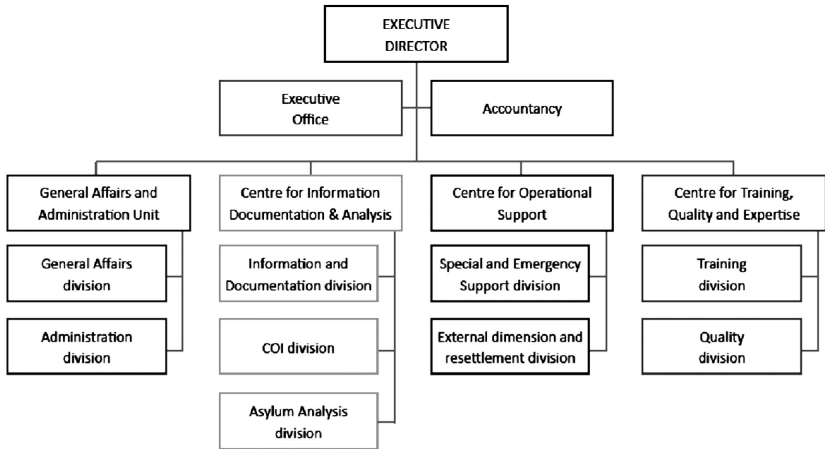 EXECUTIVE
DIRECTOR
Executive
Office
Accountancy
General Affairs and
Administration Unit
Centre for Information
Documentation & Analysis
Centre for Operational
Support
Centre for Training,
Quality and Expertise
General Affairs
division
Information and
Documentation division
Special and Emergency
Support division
Training
division
Administration
division
COI division
External dimension and
resettlement division
Quality
division
Asylum Analysis
division